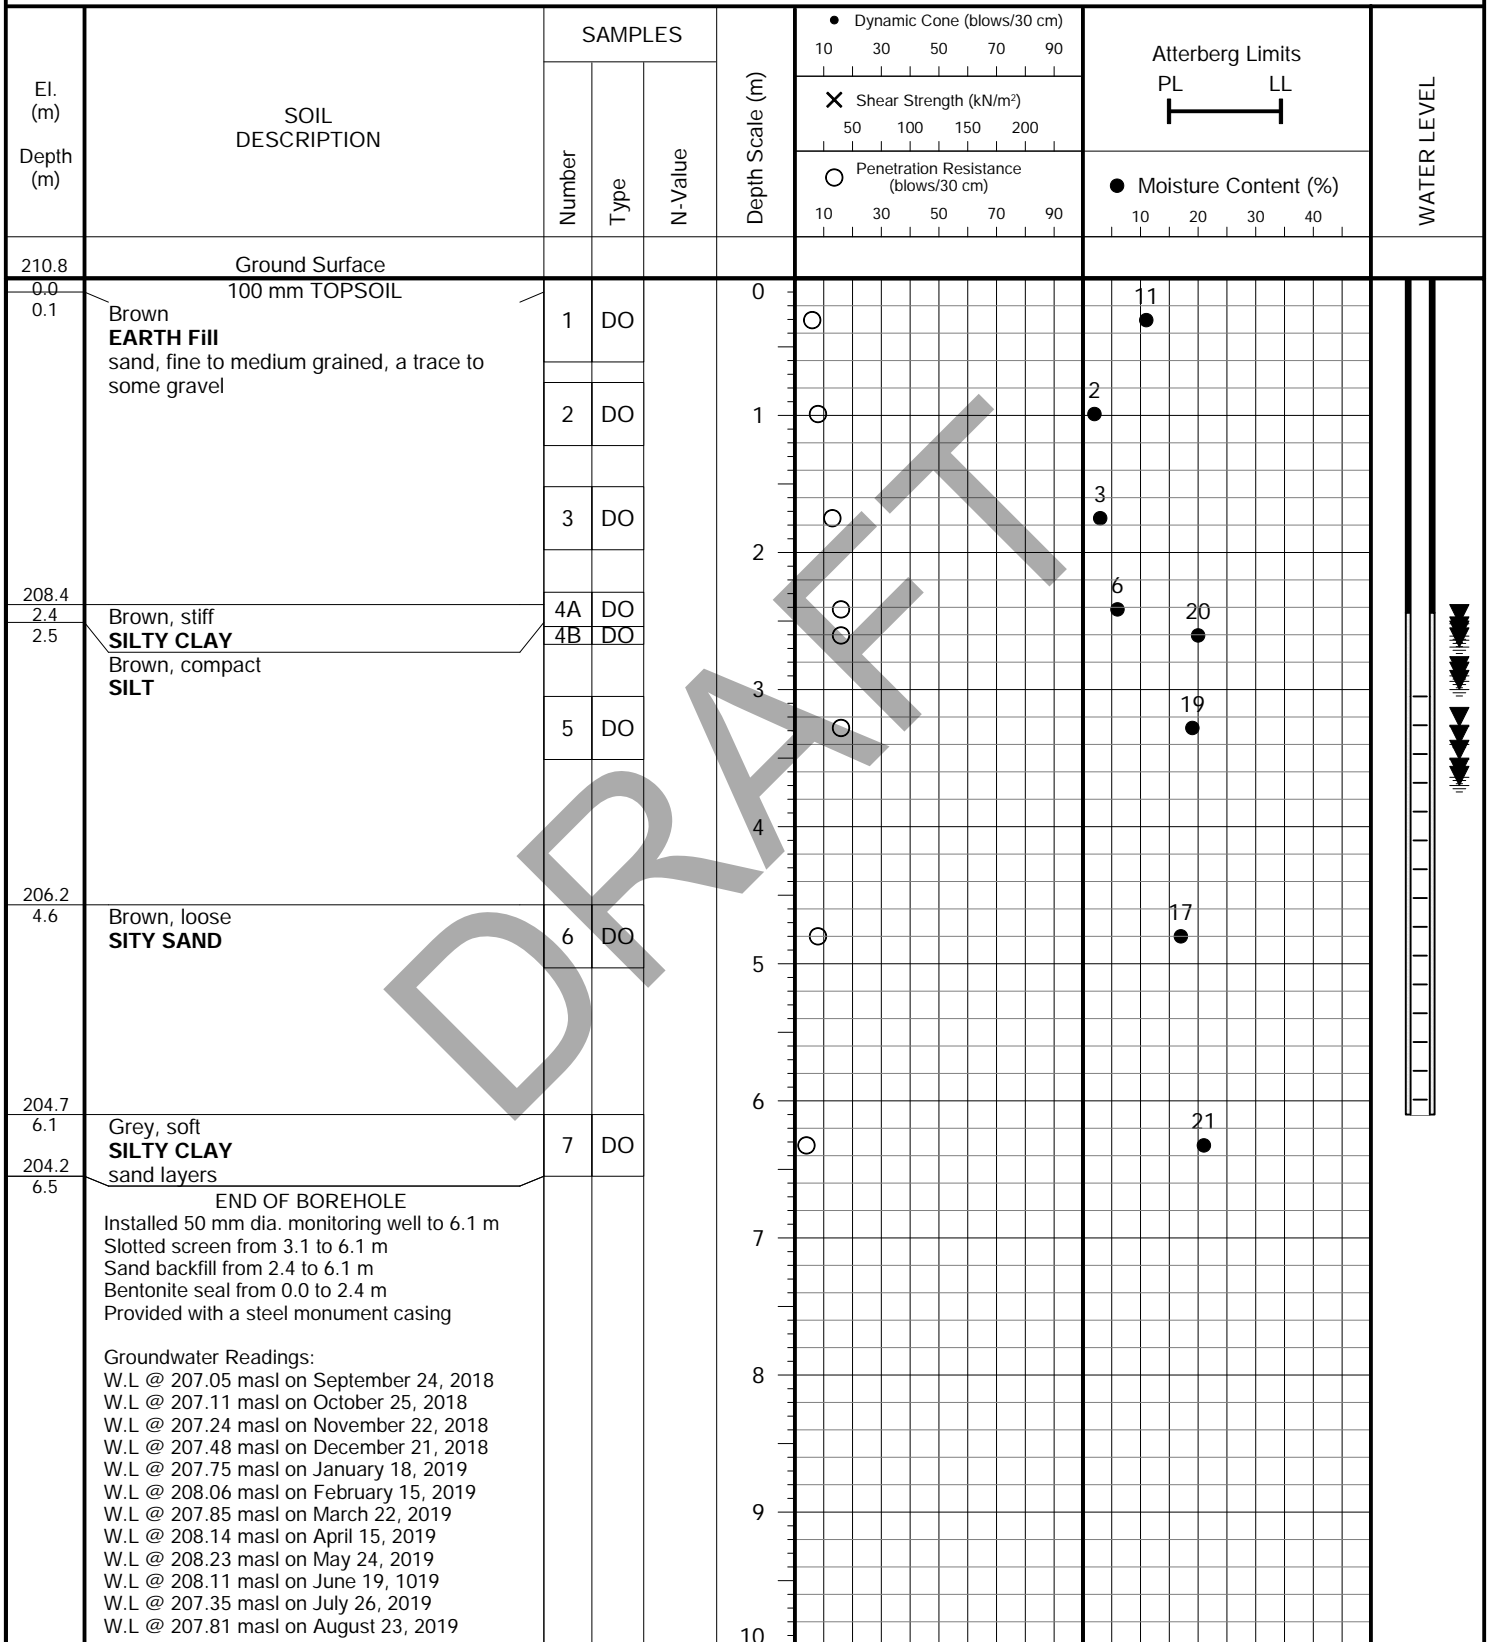 El.
(m)
Depth
(m)
SOIL
DESCRIPTION
SAMPLES
Number
Type
N-Value
Depth Scale (m)
Dynamic Cone (blows/30 cm)
10 30 50 70 90
Shear Strength (kN/m²)
50 100 150 200
Penetration Resistance
(blows/30 cm)
10 30 50 70 90
Atterberg Limits
PL LL
Moisture Content (%)
10 20 30 40
WATER LEVEL
210.8
Ground Surface
0.0
100 mm TOPSOIL
0
0.1
Brown
EARTH Fill
sand, fine to medium grained, a trace to
some gravel
1 DO
11
2 DO
1
2
3 DO
3
2
208.4
2.4
Brown, stiff
SILTY CLAY
4A DO
6
2.5
4B DO
20
Brown, compact
SILT
3
5 DO
19
4
206.2
4.6
Brown, loose
SITY SAND
6 DO
17
5
6
204.7
6.1
Grey, soft
SILTY CLAY
sand layers
7 DO
21
204.2
6.5
END OF BOREHOLE
Installed 50 mm dia. monitoring well to 6.1 m
Slotted screen from 3.1 to 6.1 m
Sand backfill from 2.4 to 6.1 m
Bentonite seal from 0.0 to 2.4 m
Provided with a steel monument casing
7
Groundwater Readings:
W.L @ 207.05 masl on September 24, 2018
W.L @ 207.11 masl on October 25, 2018
W.L @ 207.24 masl on November 22, 2018
W.L @ 207.48 masl on December 21, 2018
W.L @ 207.75 masl on January 18, 2019
W.L @ 208.06 masl on February 15, 2019
W.L @ 207.85 masl on March 22, 2019
W.L @ 208.14 masl on April 15, 2019
W.L @ 208.23 masl on May 24, 2019
W.L @ 208.11 masl on June 19, 1019
W.L @ 207.35 masl on July 26, 2019
W.L @ 207.81 masl on August 23, 2019
8
9
10
DRAFT